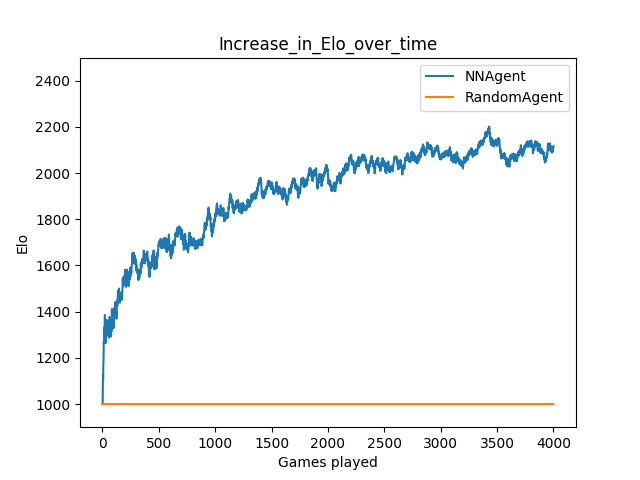 Increase_in_Elo_over_time
NNAgent
RandomAgent
2400
2200
2000
1800
1600
1400
1200
1000
Elo
0 500 1000 1500 2000 2500 3000 3500 4000
Games played